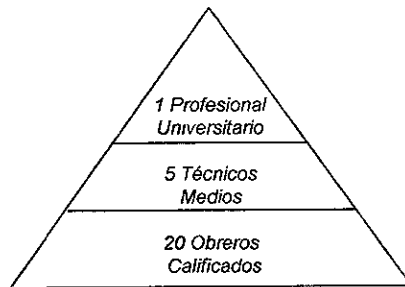 1 Profesional
Universitario
5 Técnicos
Medios
20 Obreros
Calificados